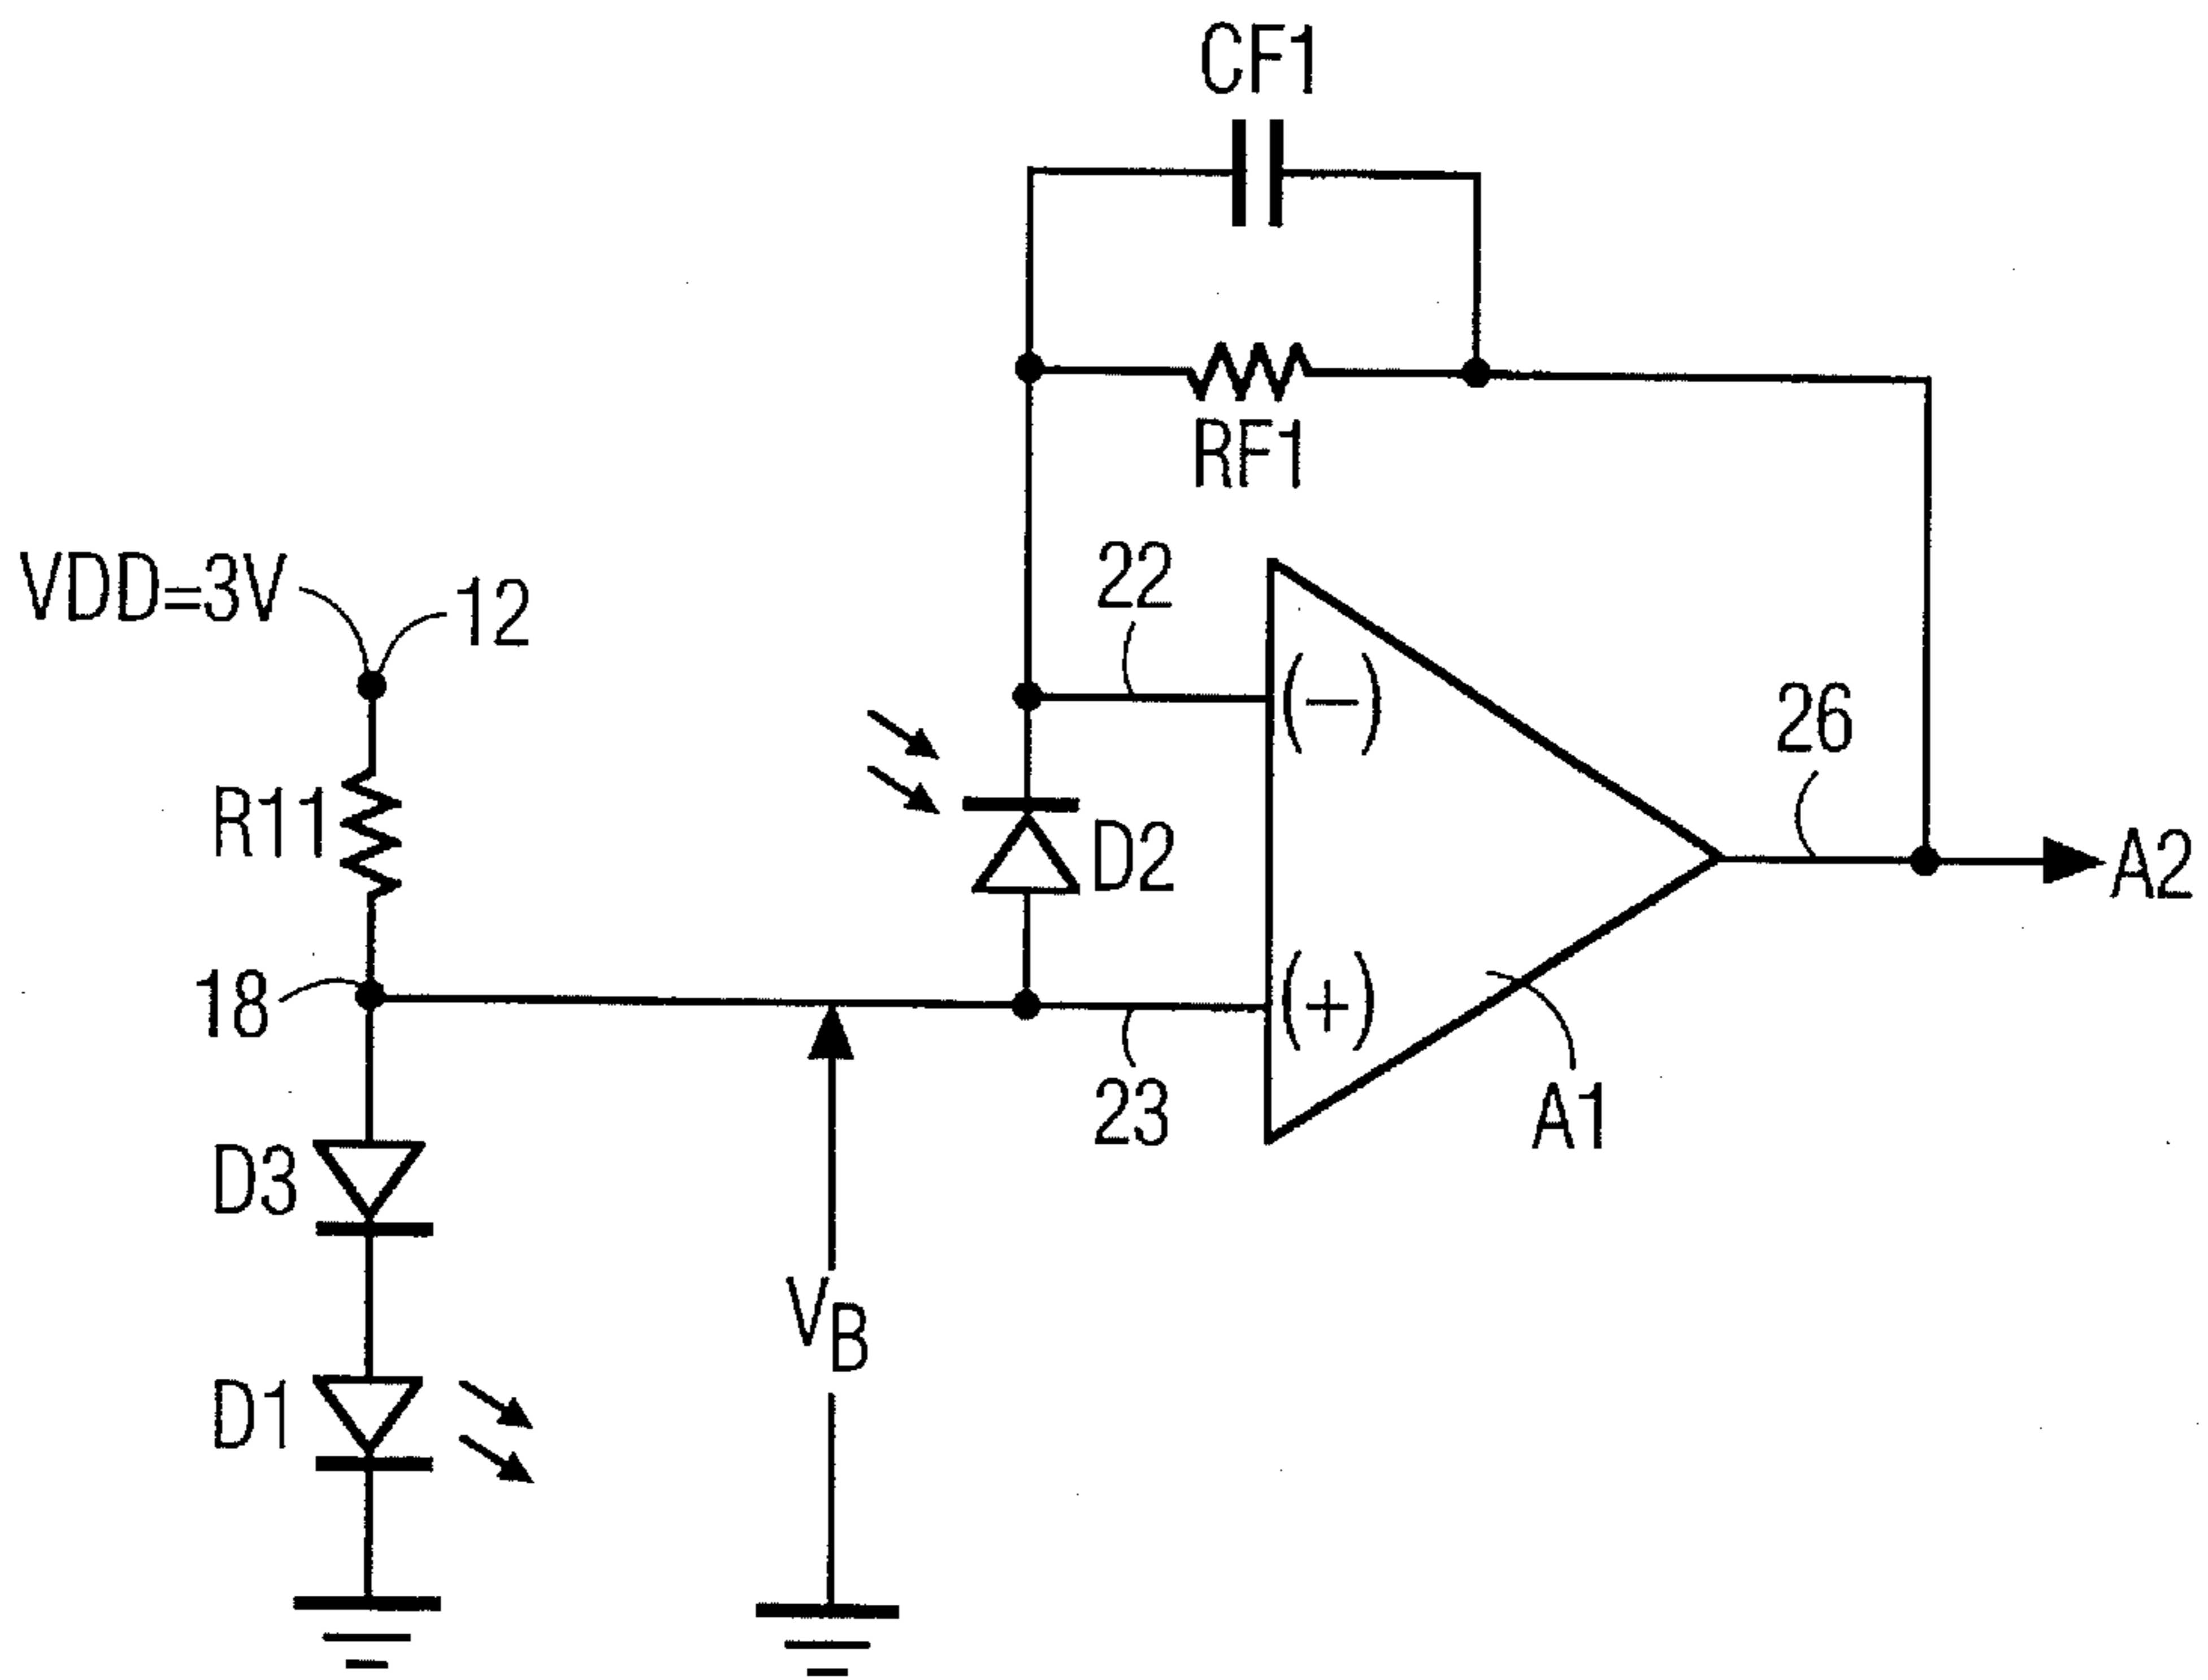 CF1
RF1
VDD=3V
12
22
(−)
26
R11
D2
A2
18
(+)
23
A1
D3
VB
D1